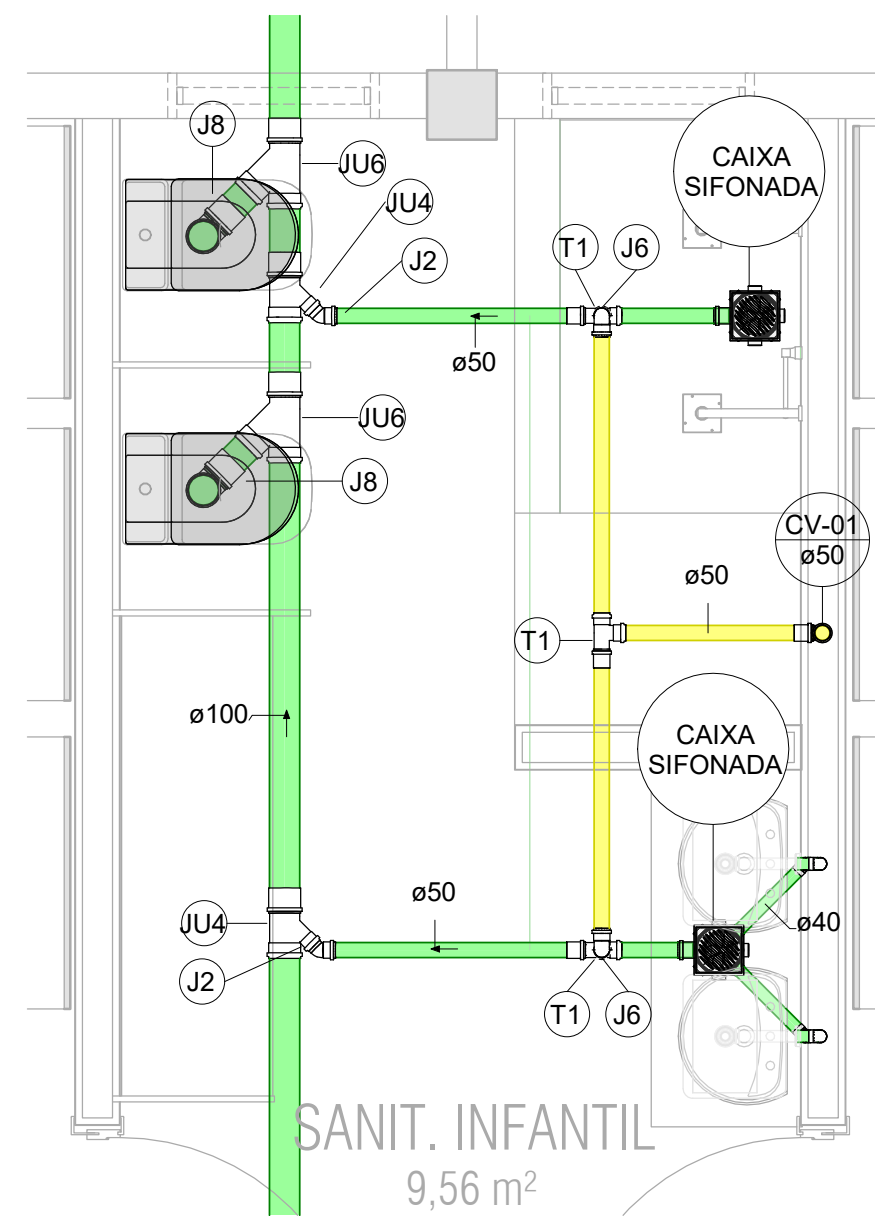 J8
CAIXA
SIFONADA
JU6
JU4
T1
J6
J2
ø50
JU6
J8
CV-01
ø50
ø50
T1
ø100
CAIXA
SIFONADA
ø50
JU4
ø40
J2
T1
J6
SANIT. INFANTIL
9,56 m²